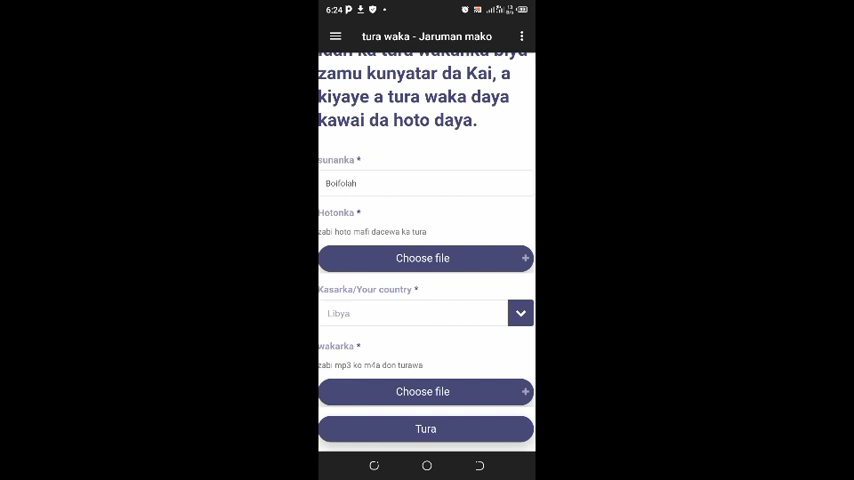 6:24
tura waka - Jaruman mako
zamu kunyatar da Kai, a
kiyaye a tura waka daya
kawai da hoto daya.
sunanka *
Boifolah
Hotonka *
zabi hoto mafi dacewa ka tura
Choose file +
Kasarka/Your country *
Libya
wakarka *
zabi mp3 ko m4a don turawa
Choose file +
Tura